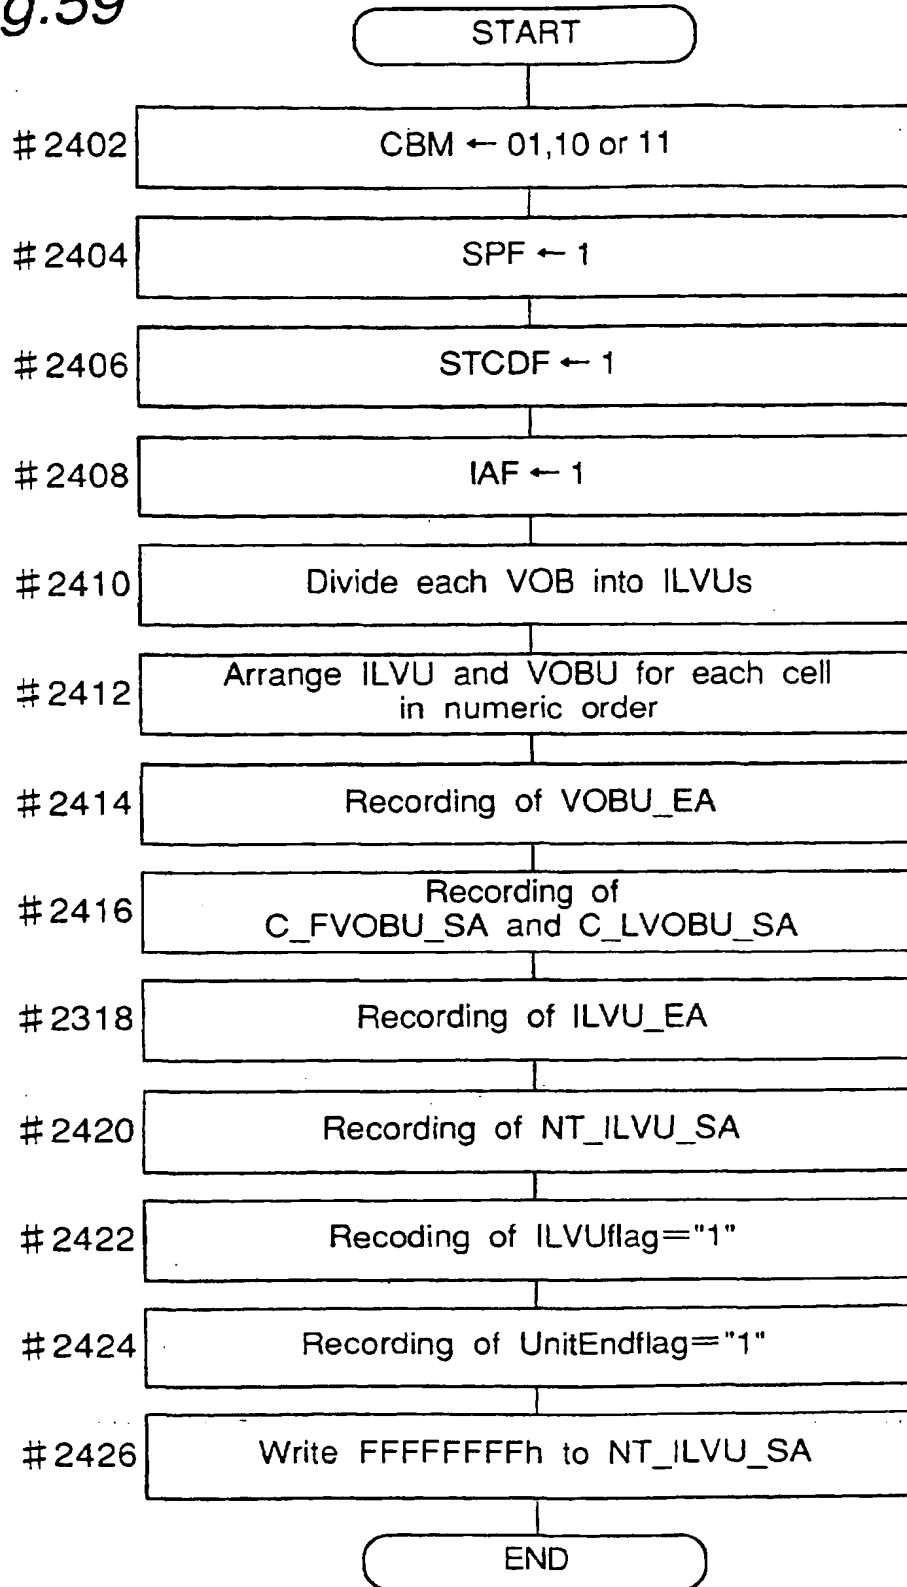 g.59
START
#2402 CBM ← 01,10 or 11
#2404 SPF ← 1
#2406 STCDF ← 1
#2408 IAF ← 1
#2410 Divide each VOB into ILVUs
#2412 Arrange ILVU and VOBU for each cell
in numeric order
#2414 Recording of VOBU_EA
#2416 Recording of
C_FVOBU_SA and C_LVOBU_SA
#2318 Recording of ILVU_EA
#2420 Recording of NT_ILVU_SA
#2422 Recoding of ILVUflag="1"
#2424 Recording of UnitEndflag="1"
#2426 Write FFFFFFFFh to NT_ILVU_SA
END